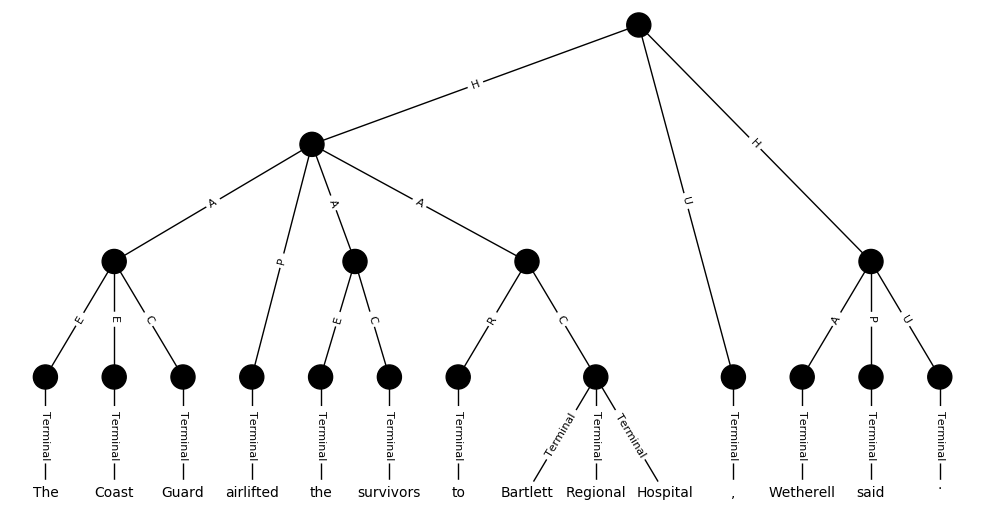 H
H
A
A
A
U
P
E
E
C
E
C
R
C
A
P
U
Terminal Terminal Terminal Terminal Terminal Terminal Terminal Terminal Terminal Terminal Terminal Terminal Terminal Terminal
The Coast Guard airlifted the survivors to Bartlett Regional Hospital , Wetherell said .